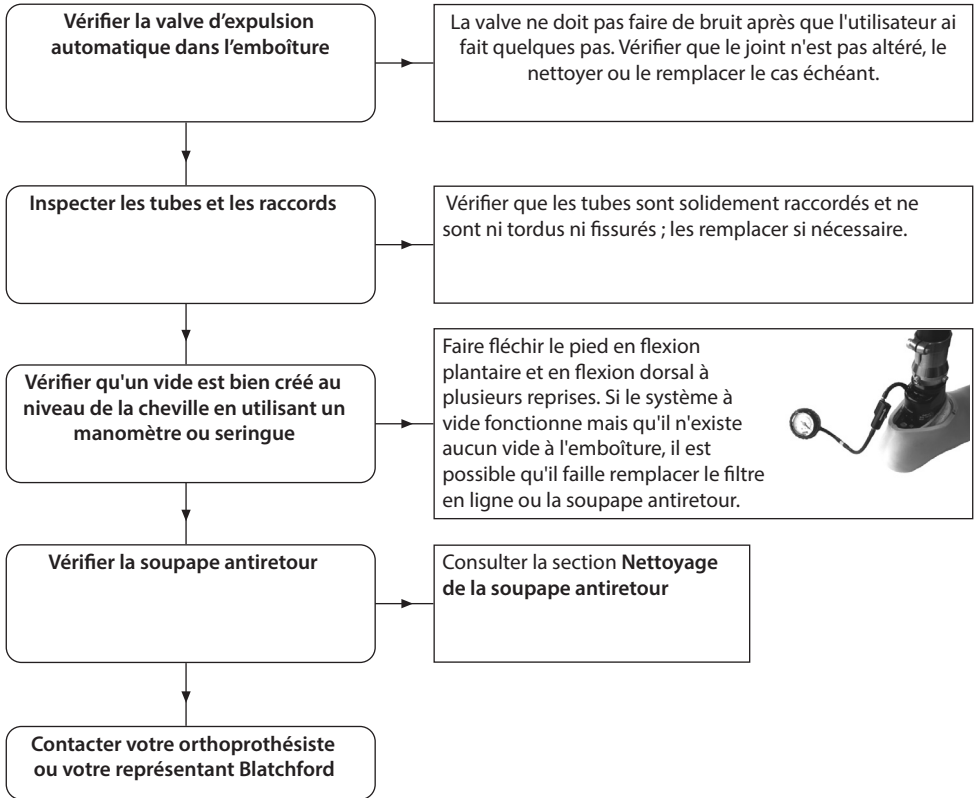 Vérifier la valve d’expulsion
automatique dans l’emboîture
La valve ne doit pas faire de bruit après que l'utilisateur ai
fait quelques pas. Vérifier que le joint n'est pas altéré, le
nettoyer ou le remplacer le cas échéant.
Inspecter les tubes et les raccords
Vérifier que les tubes sont solidement raccordés et ne
sont ni tordus ni fissurés ; les remplacer si nécessaire.
Vérifier qu'un vide est bien créé au
niveau de la cheville en utilisant un
manomètre ou seringue
Faire fléchir le pied en flexion
plantaire et en flexion dorsal à
plusieurs reprises. Si le système à
vide fonctionne mais qu'il n'existe
aucun vide à l'emboîture, il est
possible qu'il faille remplacer le filtre
en ligne ou la soupape antiretour.
Vérifier la soupape antiretour
Consulter la section Nettoyage
de la soupape antiretour
Contacter votre orthoprothésiste
ou votre représentant Blatchford